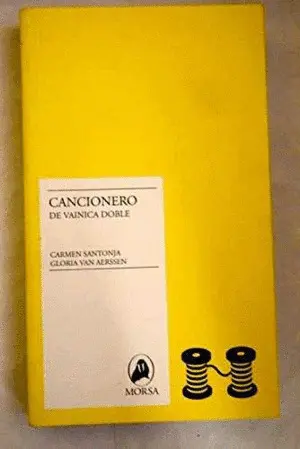 CANCIONERO
DE VAINICA DOBLE
CARMEN SANTONJA
GLORIA VAN AERSSEN
MORSA